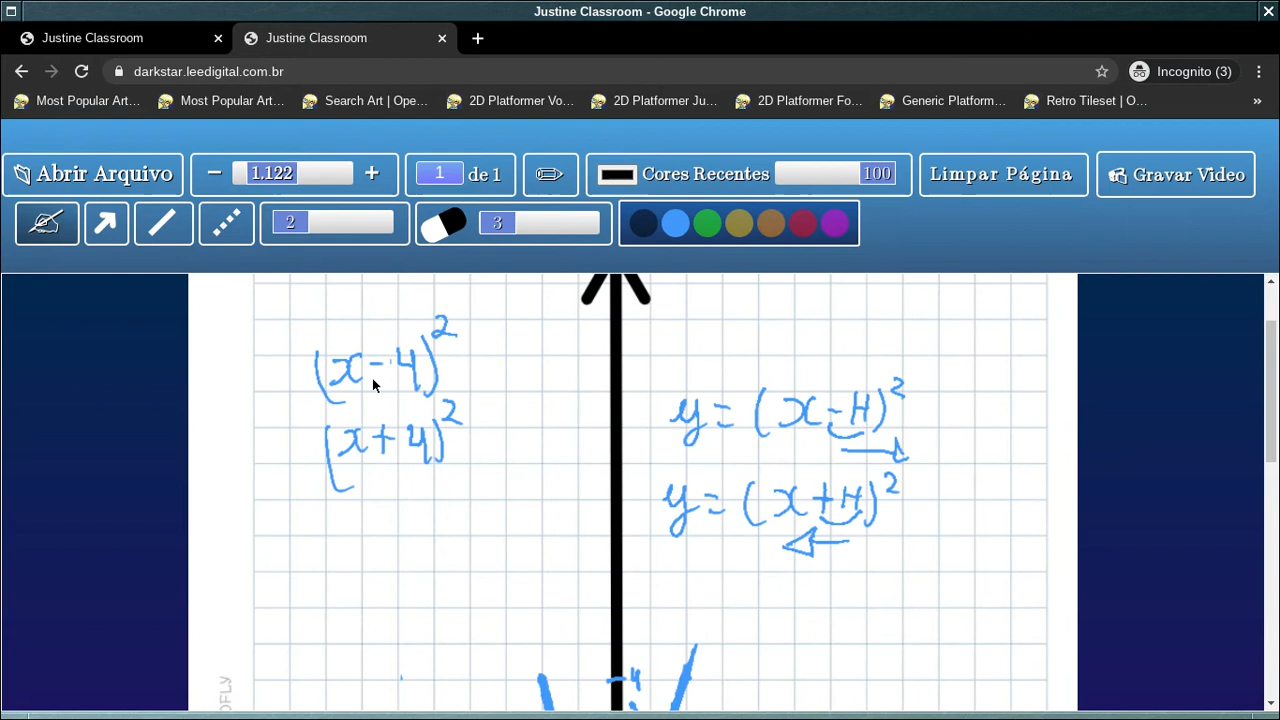 Justine Classroom - Google Chrome
Justine Classroom
Justine Classroom
darkstar.leedigital.com.br
Incognito (3)
Most Popular Art...
Most Popular Art...
Search Art | Ope...
2D Platformer Vo...
2D Platformer Ju...
2D Platformer Fo...
Generic Platform...
Retro Tileset | O...
Abrir Arquivo
1.122
1 de 1
Cores Recentes
100
Limpar Página
Gravar Video
2
3
(x-4)²
(x+4)²
y=(x-H)²
y=(x+H)²
-4
OFLY